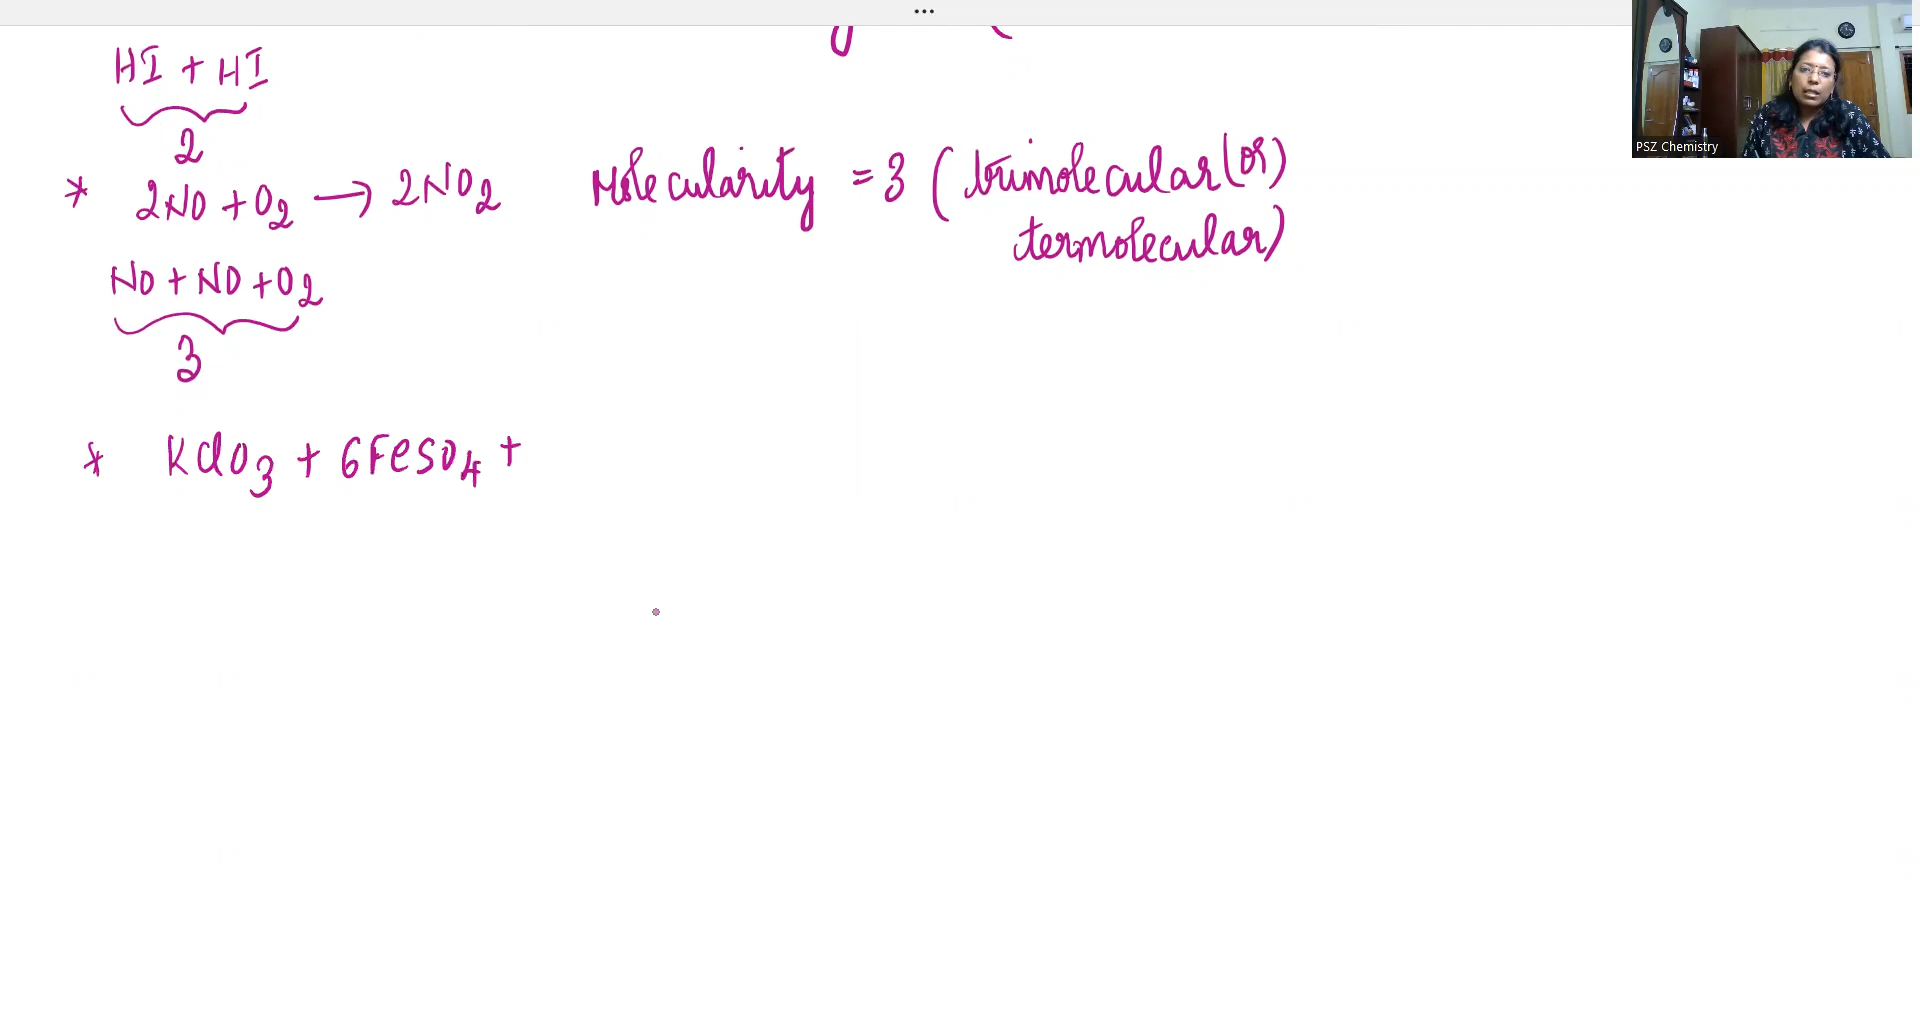 ...
HI + HI
2
* 2NO + O2 → 2NO2 Molecularity = 3 (trimolecular (or)
termolecular)
NO + NO + O2
3
* KClO3 + 6FeSO4 +
PSZ Chemistry